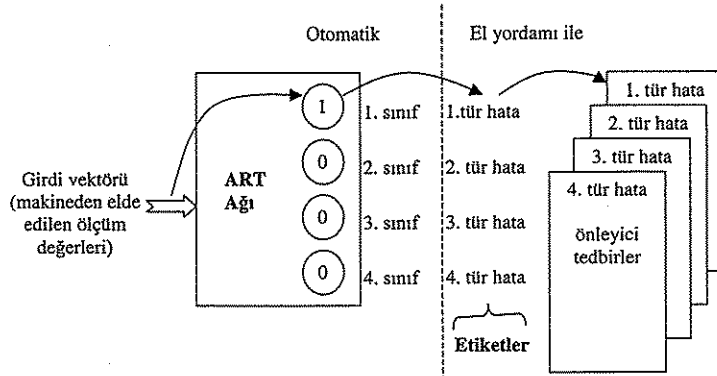 Otomatik
El yordamı ile
Girdi vektörü
(makineden elde
edilen ölçüm
değerleri)
ART
Ağı
1
0
0
0
1. sınıf
2. sınıf
3. sınıf
4. sınıf
1.tür hata
2. tür hata
3. tür hata
4. tür hata
Etiketler
1. tür hata
2. tür hata
3. tür hata
4. tür hata
önleyici
tedbirler